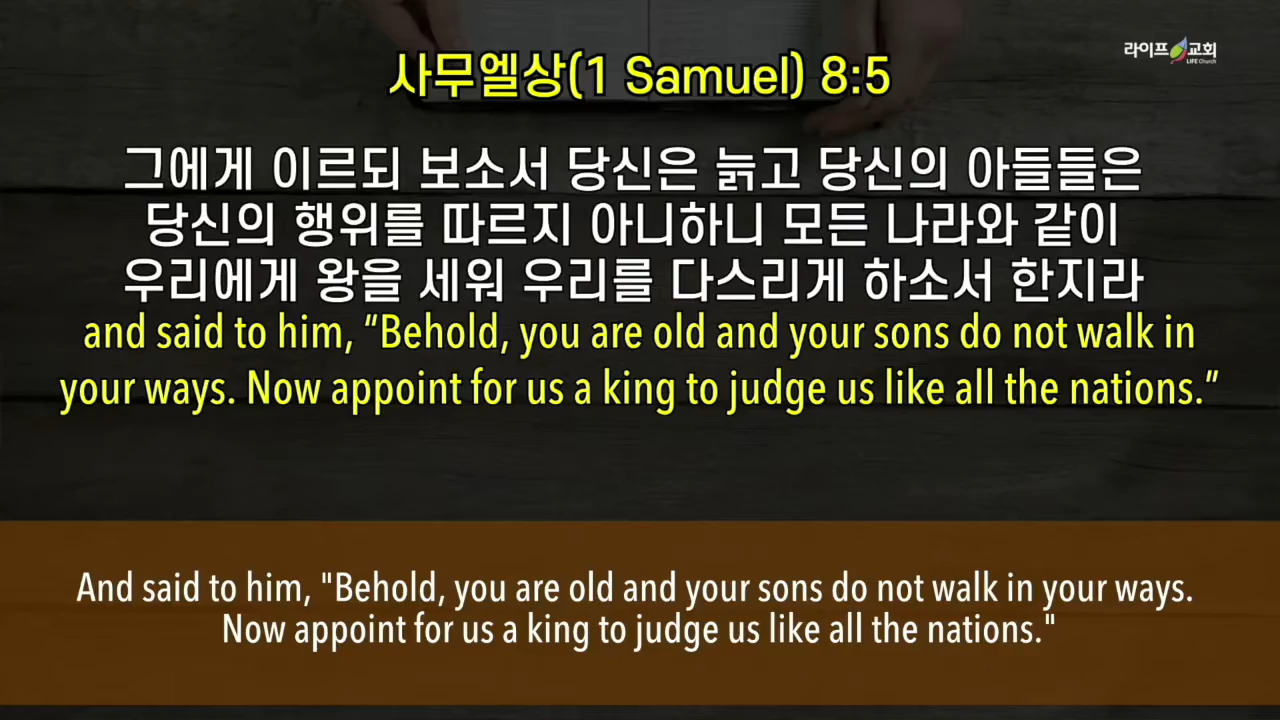 라이프 교회
LIFE Church
사무엘상(1 Samuel) 8:5
그에게 이르되 보소서 당신은 늙고 당신의 아들들은
당신의 행위를 따르지 아니하니 모든 나라와 같이
우리에게 왕을 세워 우리를 다스리게 하소서 한지라
and said to him, “Behold, you are old and your sons do not walk in
your ways. Now appoint for us a king to judge us like all the nations.”
And said to him, "Behold, you are old and your sons do not walk in your ways.
Now appoint for us a king to judge us like all the nations."